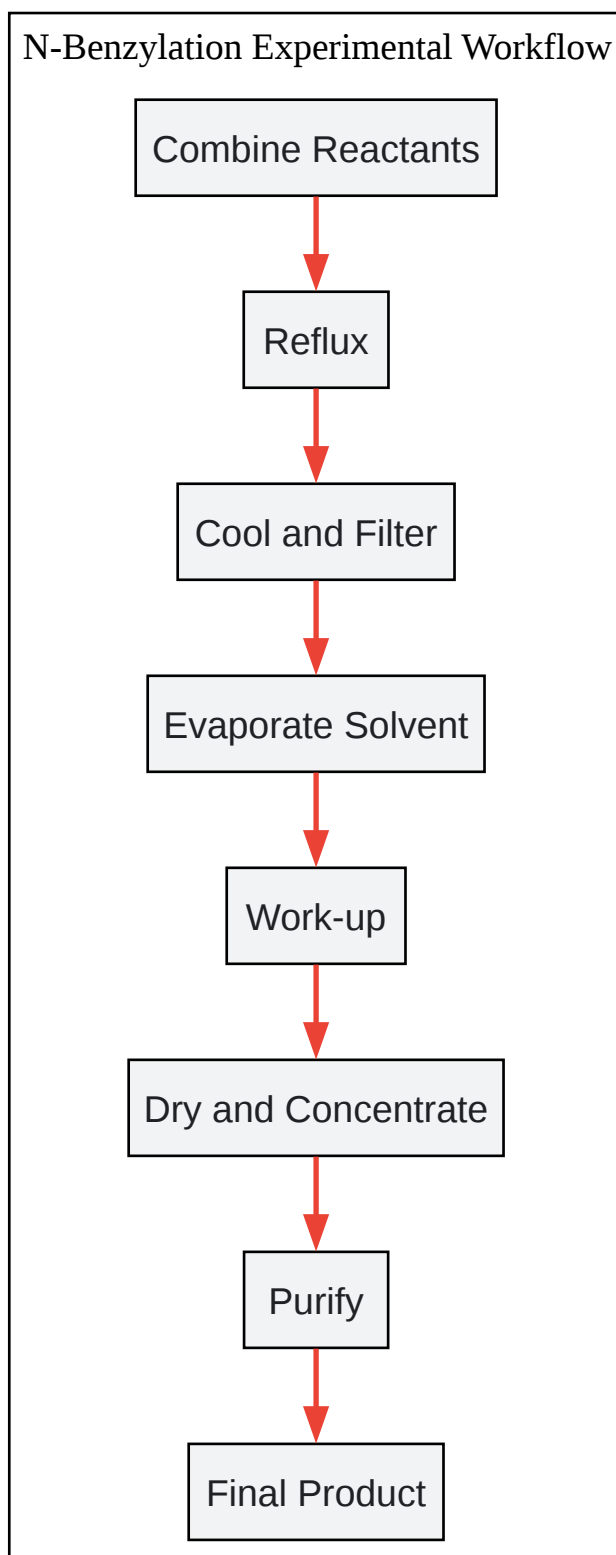 N-Benzylation Experimental Workflow
Combine Reactants
Reflux
Cool and Filter
Evaporate Solvent
Work-up
Dry and Concentrate
Purify
Final Product